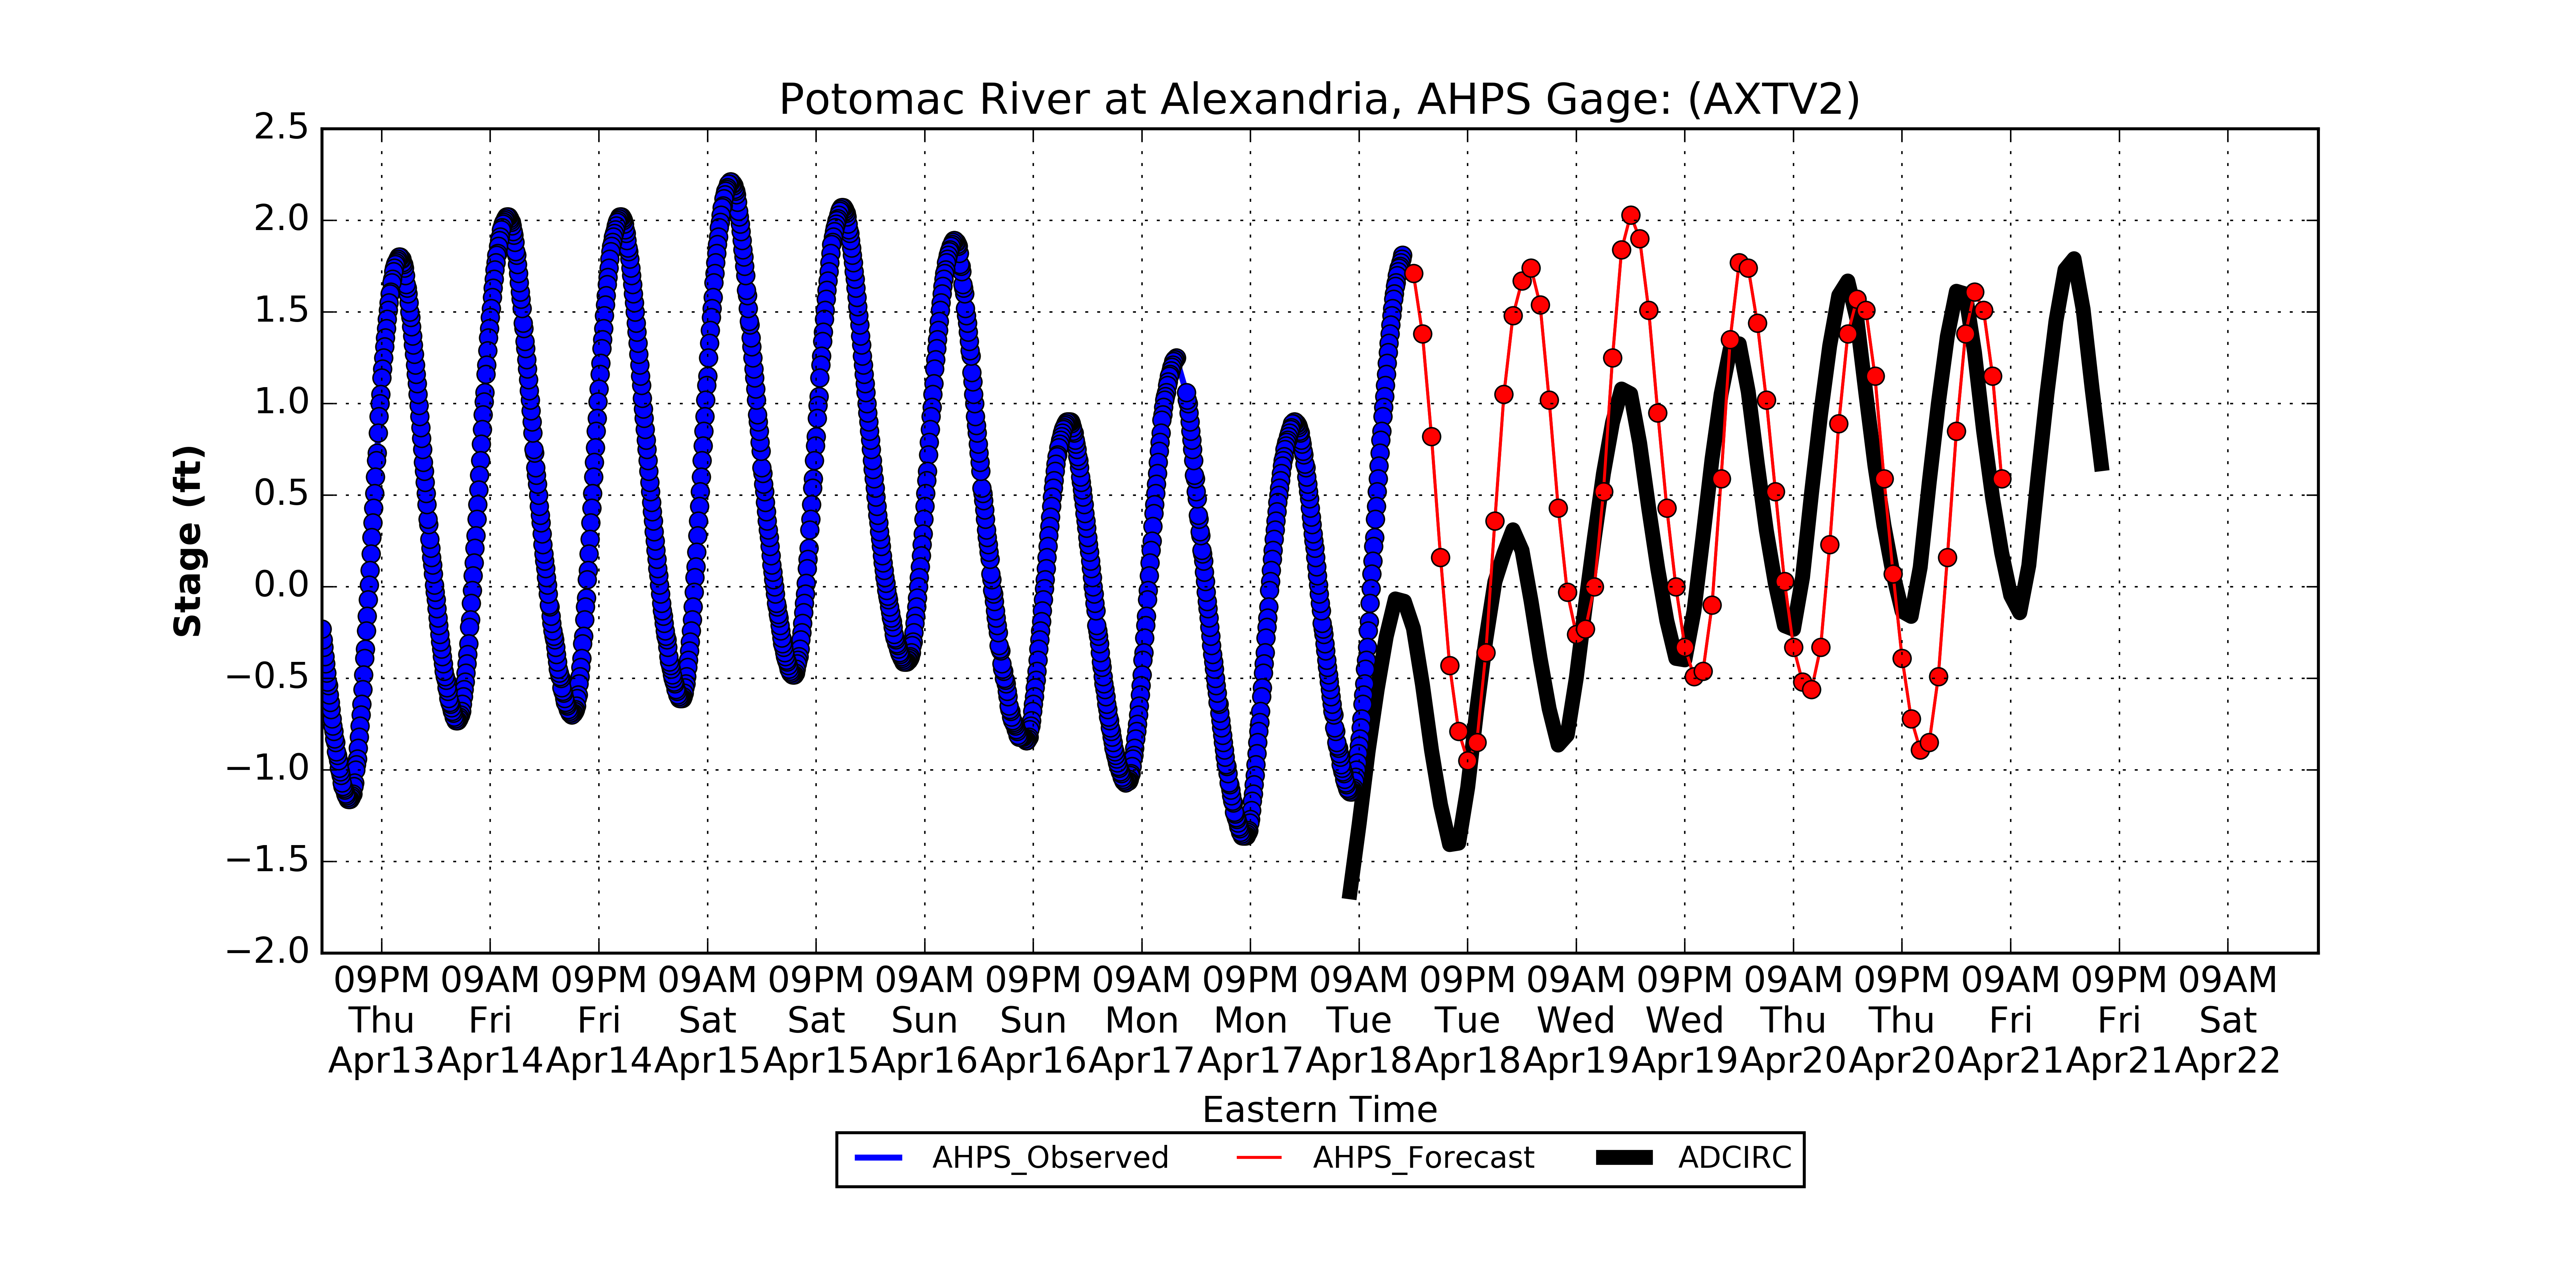 Potomac River at Alexandria, AHPS Gage: (AXTV2)
2.5
2.0
1.5
1.0
0.5
0.0
−0.5
−1.0
−1.5
−2.0
Stage (ft)
09PM 09AM 09PM 09AM 09PM 09AM 09PM 09AM 09PM 09AM 09PM 09AM 09PM 09AM 09PM 09AM 09PM 09AM
Thu Fri Fri Sat Sat Sun Sun Mon Mon Tue Tue Wed Wed Thu Thu Fri Fri Sat
Apr13 Apr14 Apr14 Apr15 Apr15 Apr16 Apr16 Apr17 Apr17 Apr18 Apr18 Apr19 Apr19 Apr20 Apr20 Apr21 Apr21 Apr22
Eastern Time
AHPS_Observed AHPS_Forecast ADCIRC